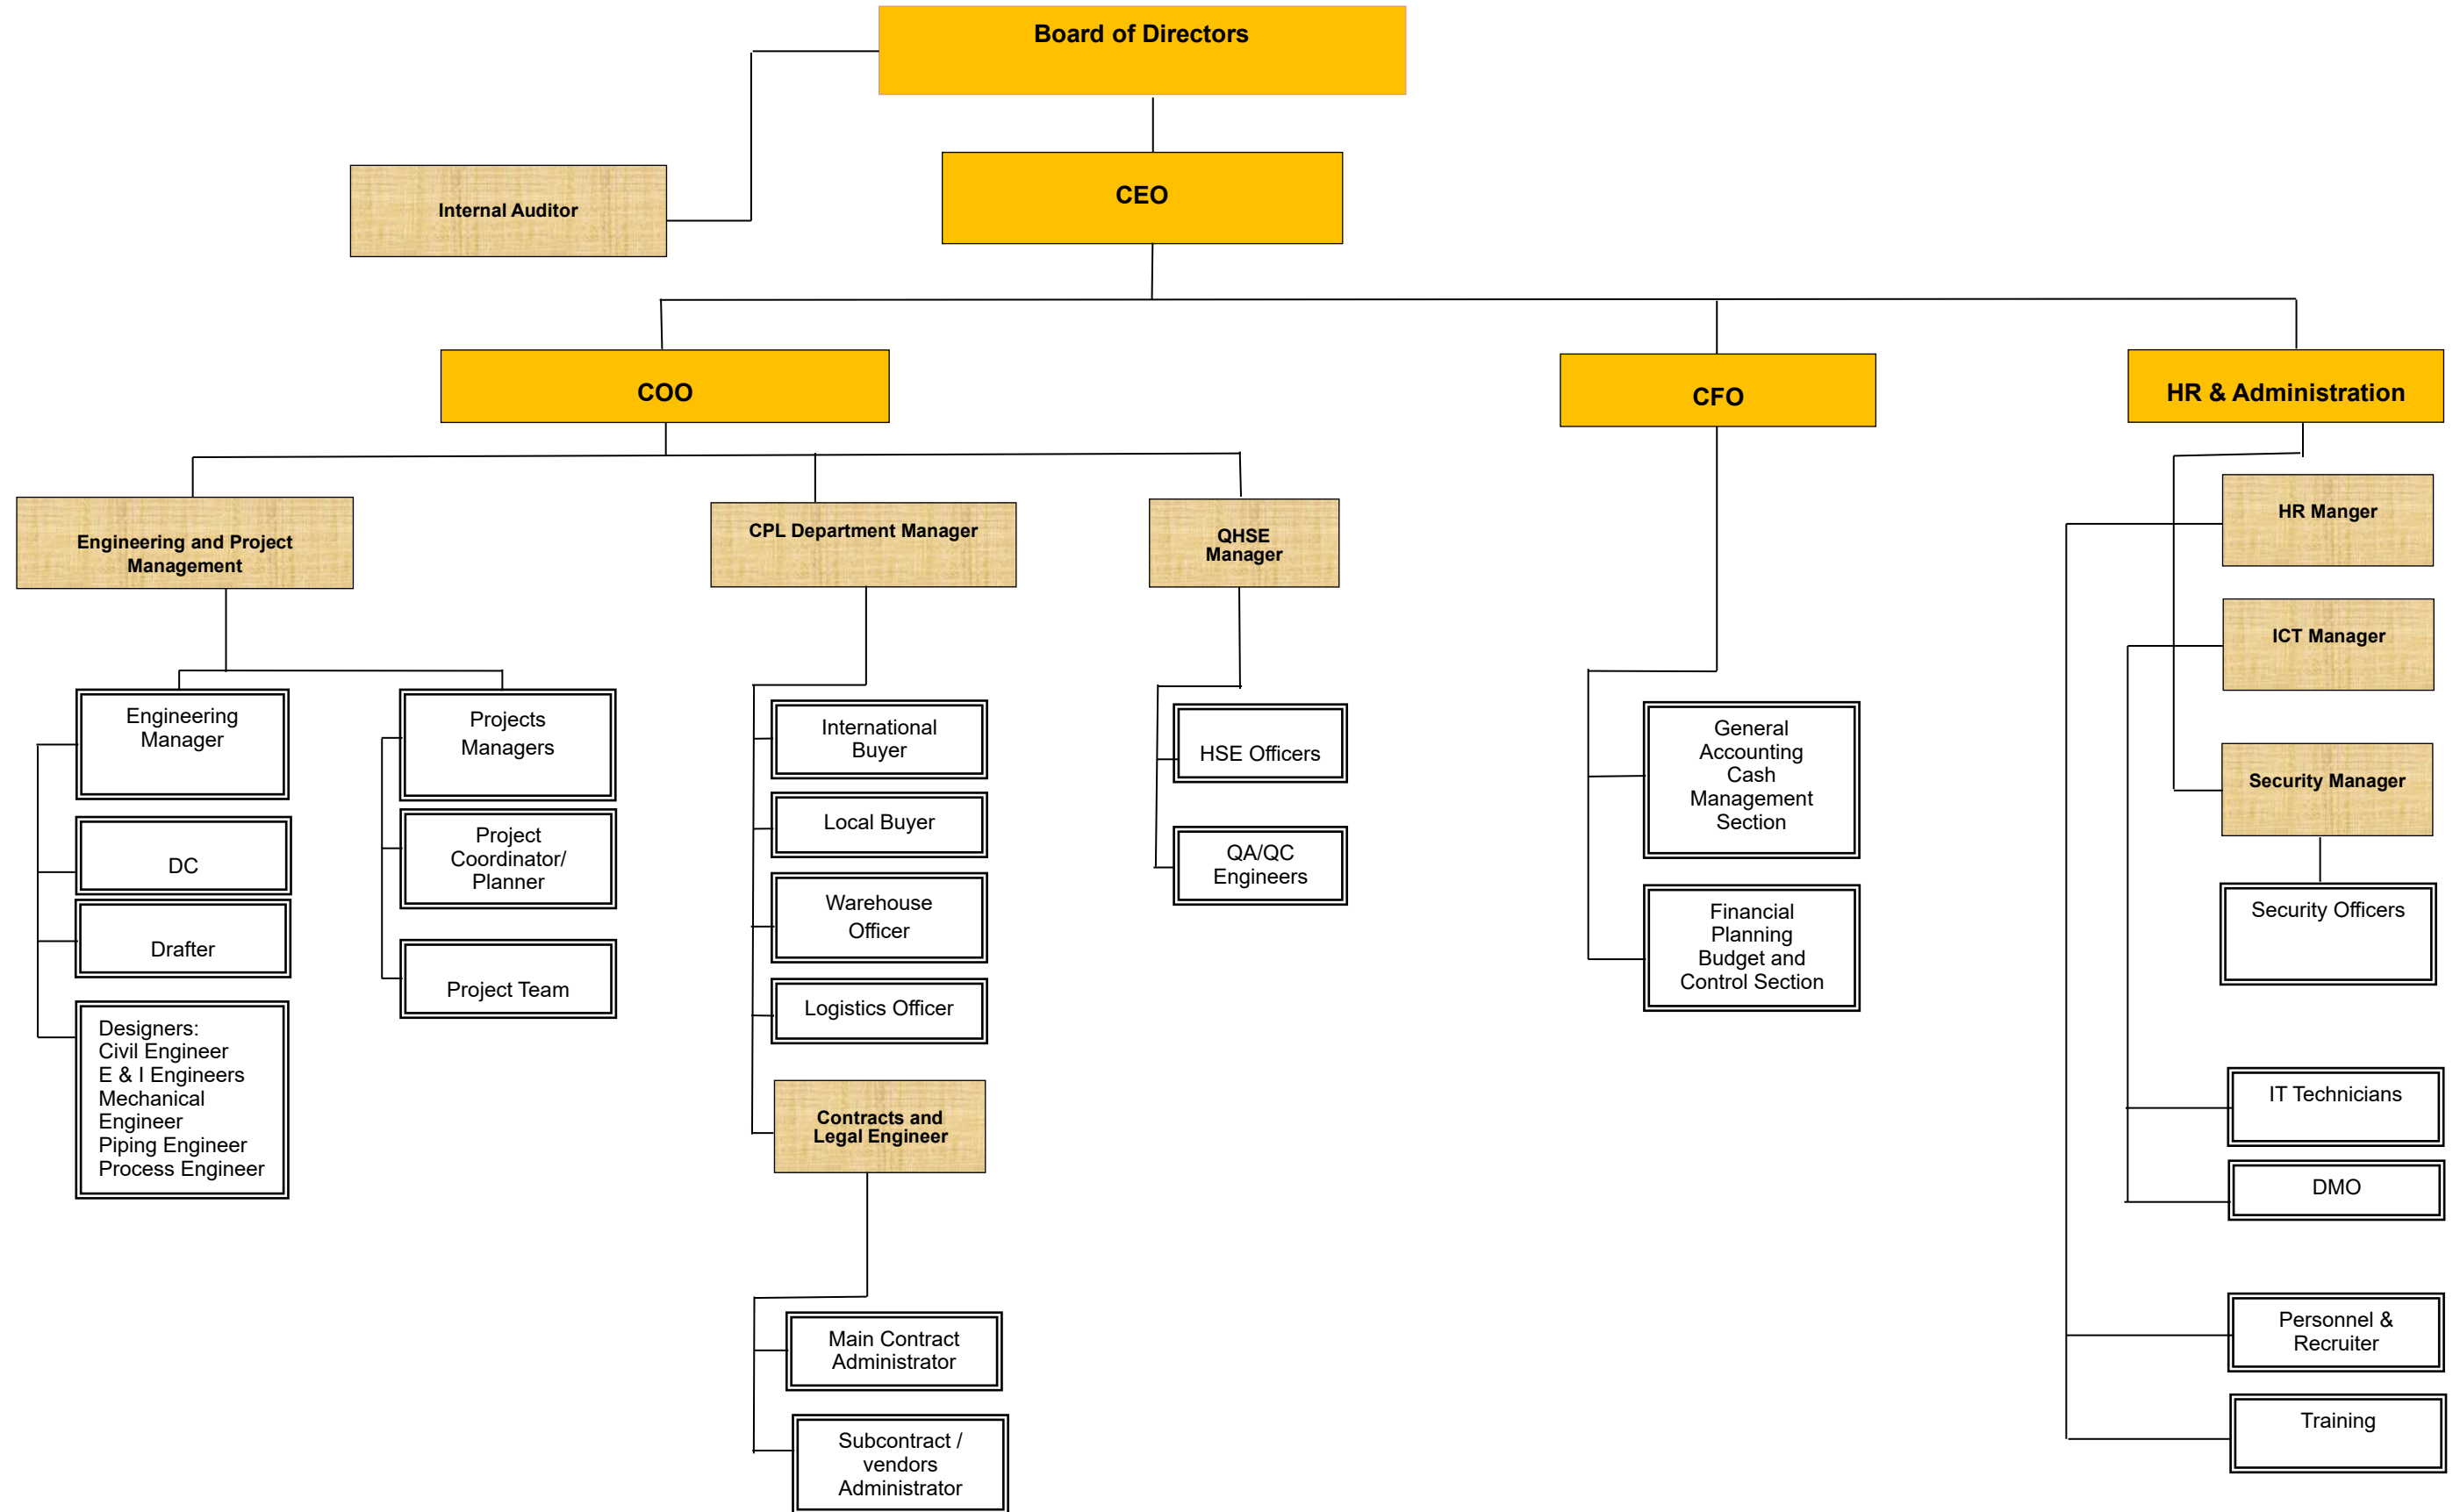 Board of Directors
CEO
Internal Auditor
COO
CFO
HR & Administration
Engineering and Project
Management
CPL Department Manager
QHSE
Manager
HR Manger
ICT Manager
Security Manager
Engineering
Manager
DC
Drafter
Designers:
Civil Engineer
E & I Engineers
Mechanical
Engineer
Piping Engineer
Process Engineer
Projects
Managers
Project
Coordinator/
Planner
Project Team
International
Buyer
Local Buyer
Warehouse
Officer
Logistics Officer
Contracts and
Legal Engineer
Main Contract
Administrator
Subcontract /
vendors
Administrator
HSE Officers
QA/QC
Engineers
General
Accounting
Cash
Management
Section
Financial
Planning
Budget and
Control Section
Security Officers
IT Technicians
DMO
Personnel &
Recruiter
Training